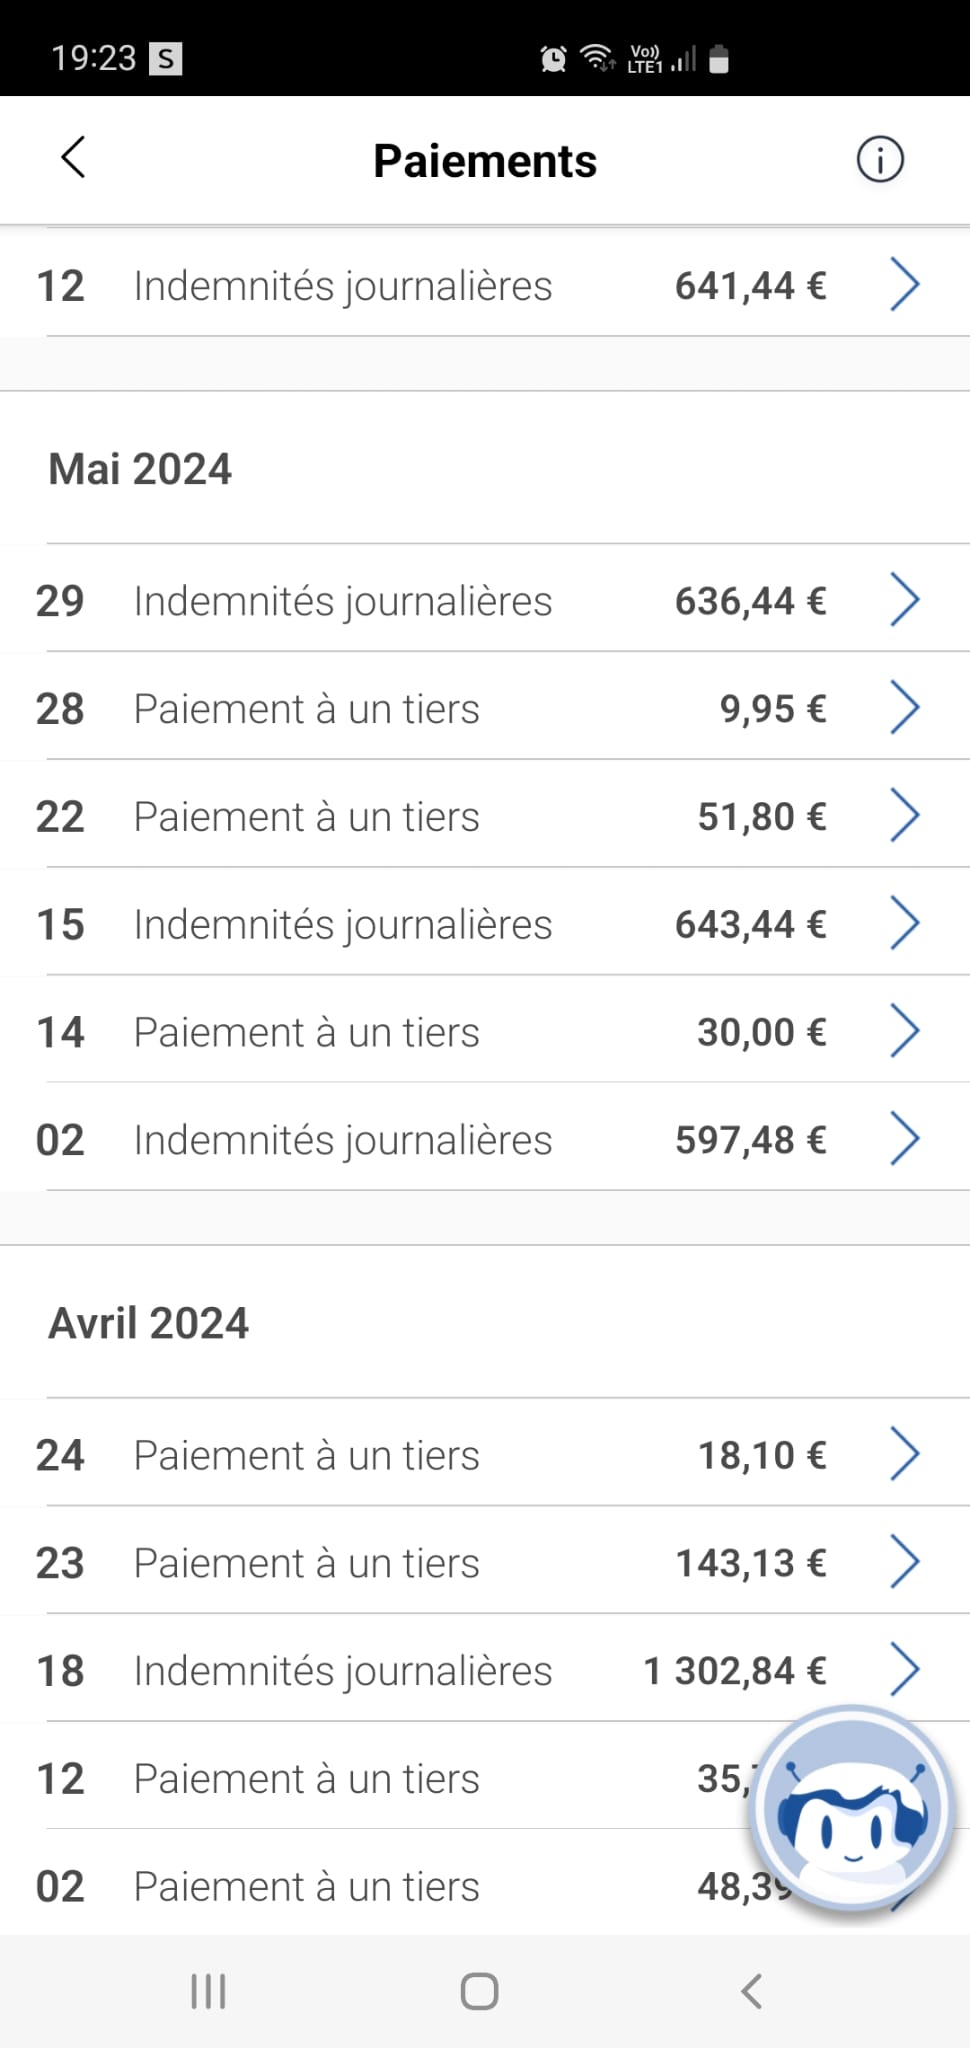 19:23 S Vo)) LTE1
Paiements
12 Indemnités journalières 641,44 €
Mai 2024
29 Indemnités journalières 636,44 €
28 Paiement à un tiers 9,95 €
22 Paiement à un tiers 51,80 €
15 Indemnités journalières 643,44 €
14 Paiement à un tiers 30,00 €
02 Indemnités journalières 597,48 €
Avril 2024
24 Paiement à un tiers 18,10 €
23 Paiement à un tiers 143,13 €
18 Indemnités journalières 1 302,84 €
12 Paiement à un tiers 35,
02 Paiement à un tiers 48,39